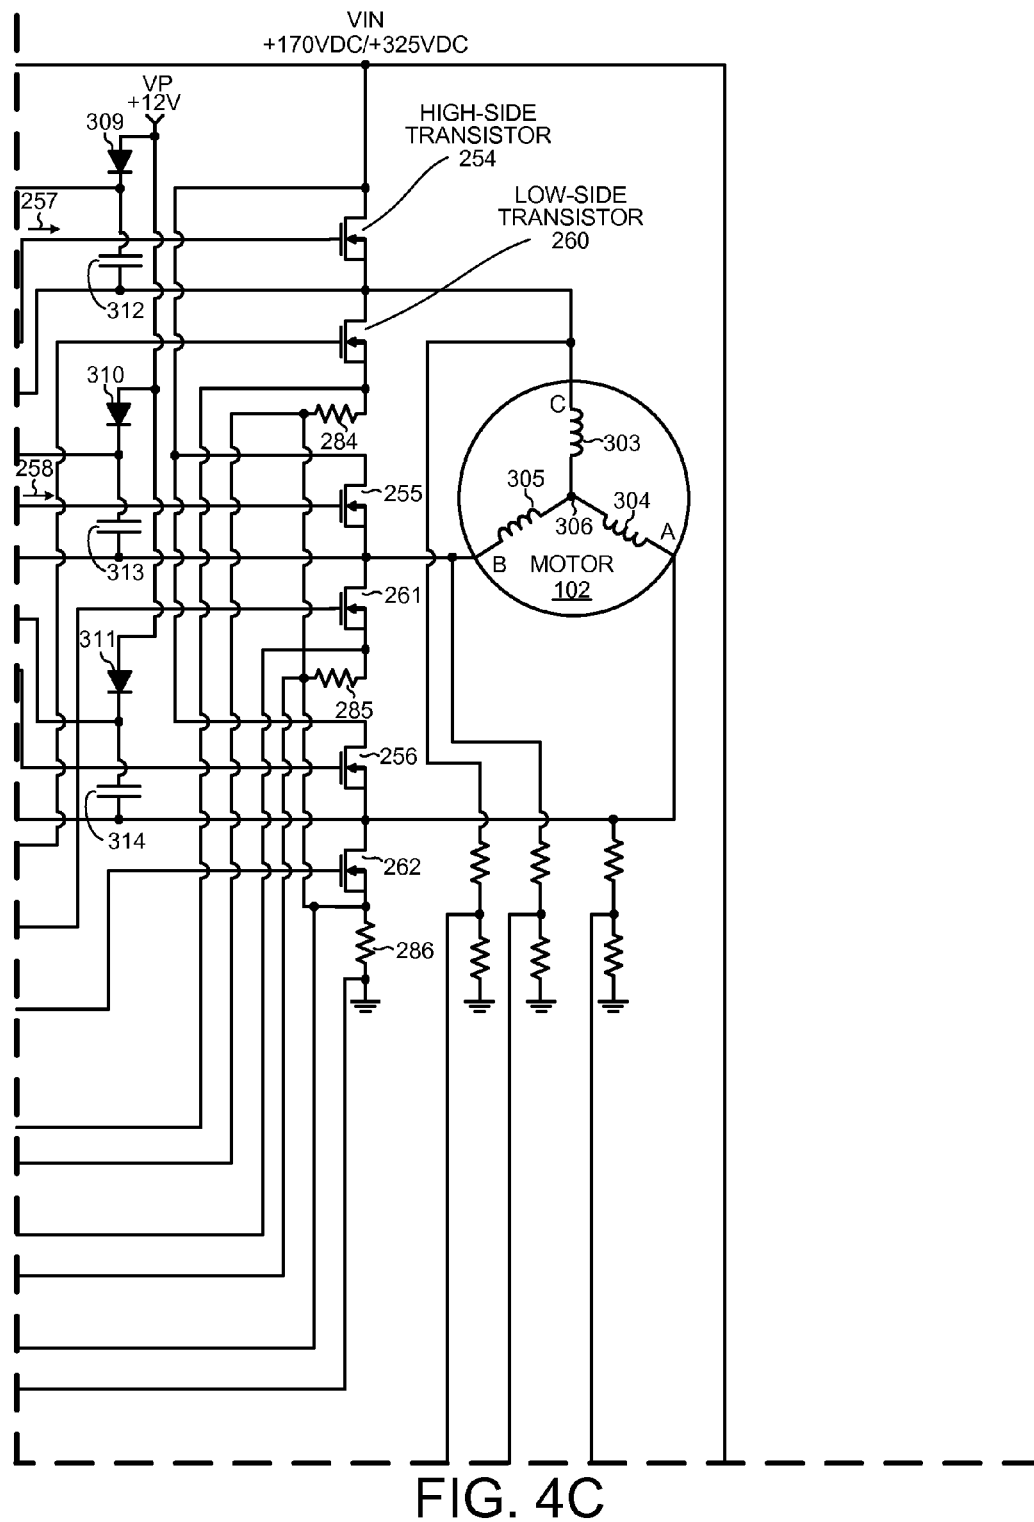 VIN
+170VDC/+325VDC
VP
+12V
309
HIGH-SIDE
TRANSISTOR
254
257
LOW-SIDE
TRANSISTOR
260
312
310
284
C
303
258
255
305
304
306
A
B
MOTOR
102
313
261
311
285
256
314
262
286
FIG. 4C